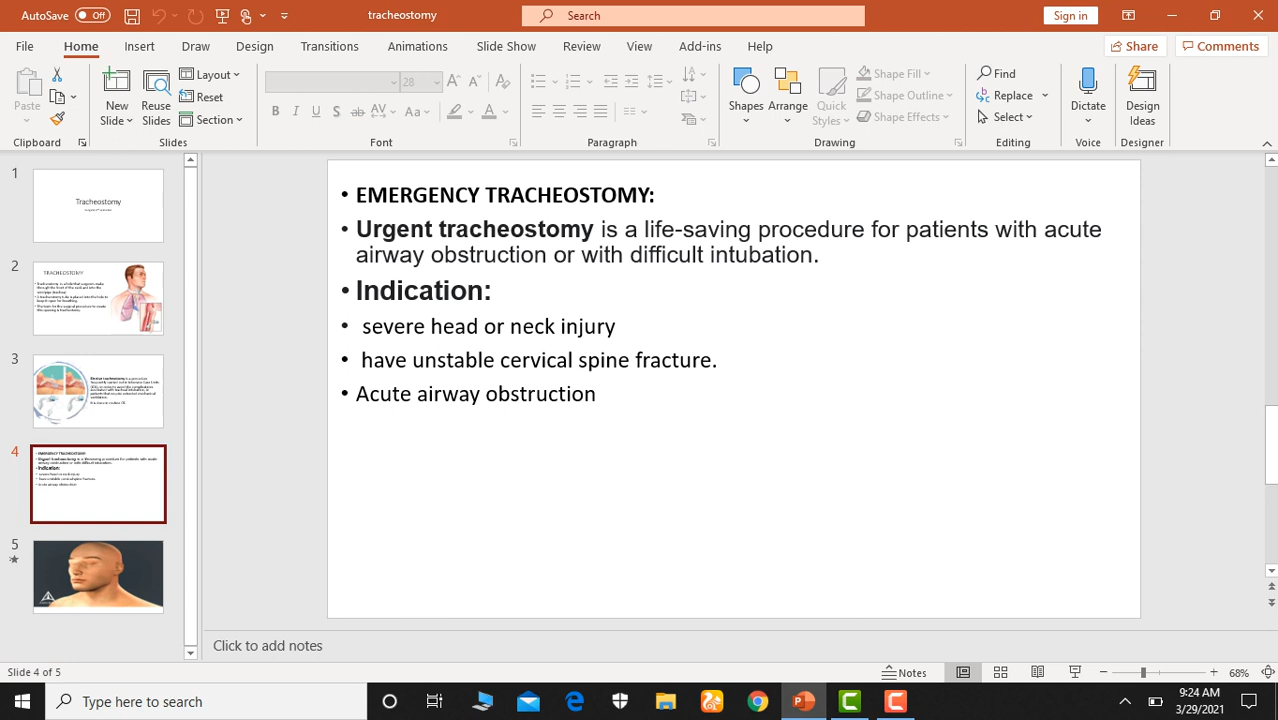 AutoSave Off
tracheostomy
Search
Sign in
File Home Insert Draw Design Transitions Animations Slide Show Review View Add-ins Help
Share Comments
Paste
New Slide
Reuse Slides
Layout
Reset
Section
28
B I U S ab AV Aa A
Shapes
Arrange
Quick Styles
Shape Fill
Shape Outline
Shape Effects
Find
Replace
Select
Dictate
Design Ideas
Clipboard Slides Font Paragraph Drawing Editing Voice Designer
1
Tracheostomy
2
TRACHEOSTOMY
3
4
5
• EMERGENCY TRACHEOSTOMY:
• Urgent tracheostomy is a life-saving procedure for patients with acute
airway obstruction or with difficult intubation.
• Indication:
• severe head or neck injury
• have unstable cervical spine fracture.
• Acute airway obstruction
Click to add notes
Slide 4 of 5
Notes
68%
Type here to search
9:24 AM
3/29/2021